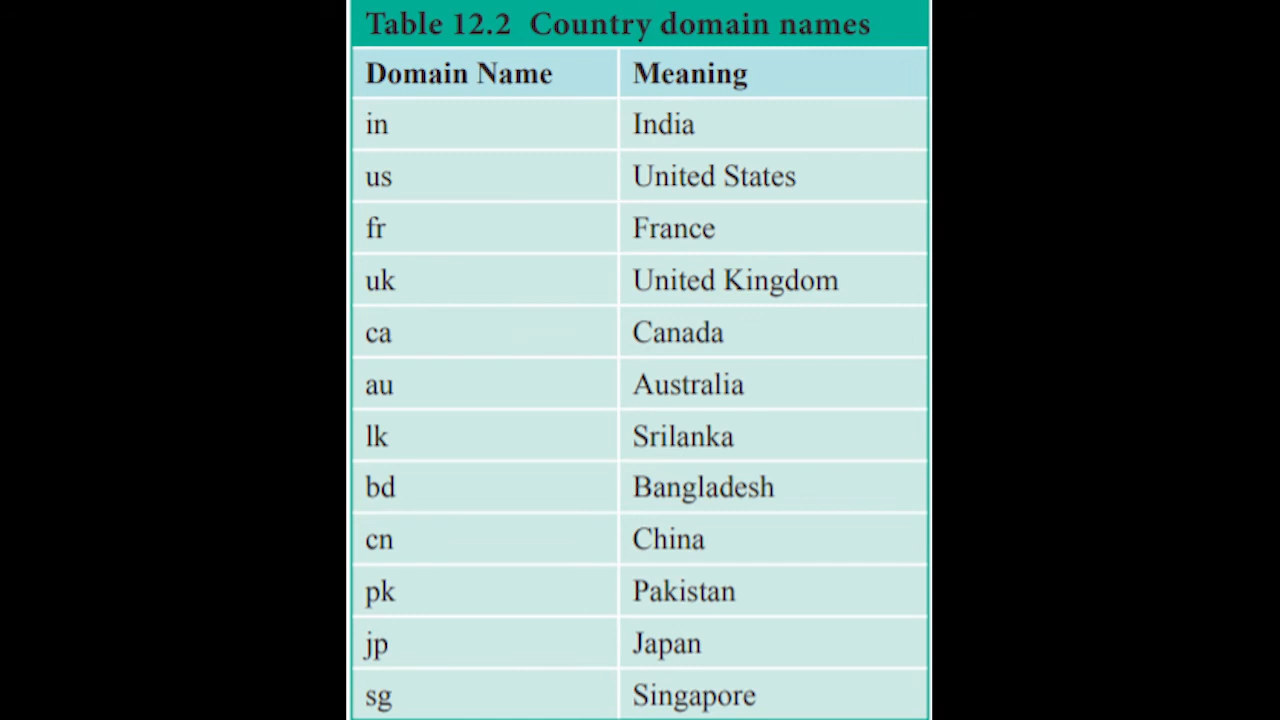 Table 12.2 Country domain names
Domain Name Meaning
in India
us United States
fr France
uk United Kingdom
ca Canada
au Australia
lk Srilanka
bd Bangladesh
cn China
pk Pakistan
jp Japan
sg Singapore